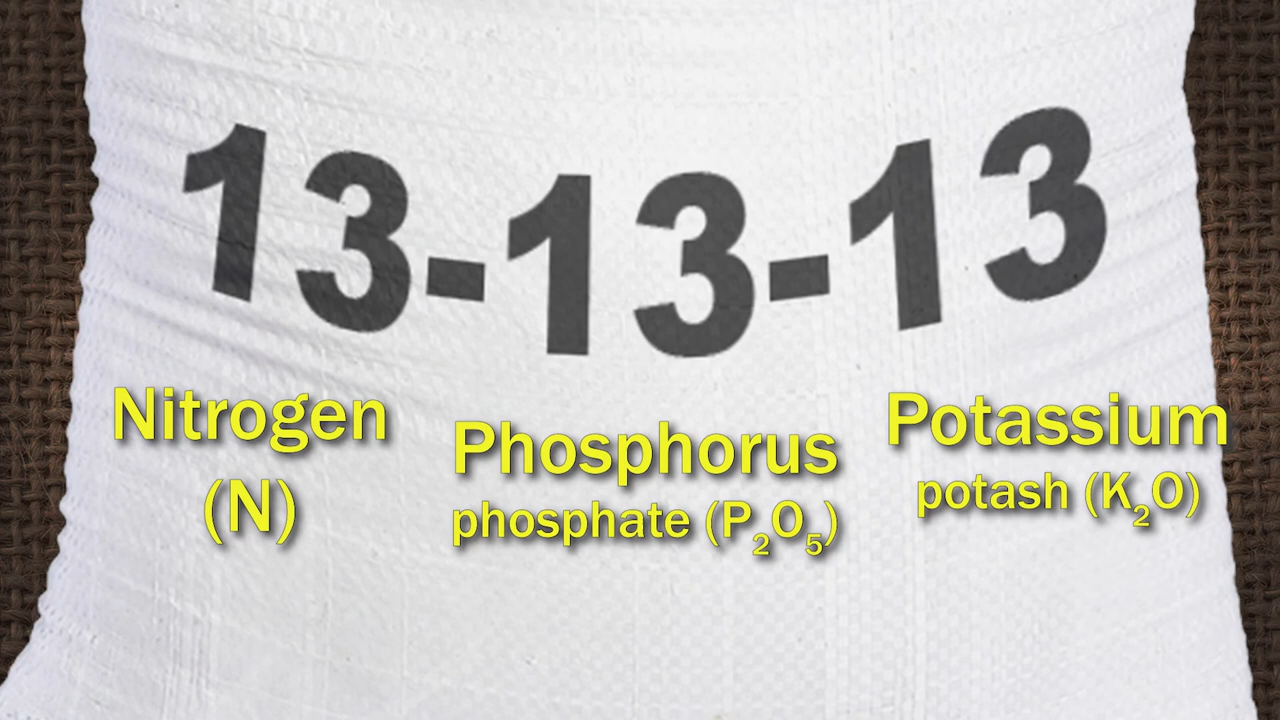 13-13-13
Nitrogen
(N)
Phosphorus
phosphate (P₂O₅)
Potassium
potash (K₂O)